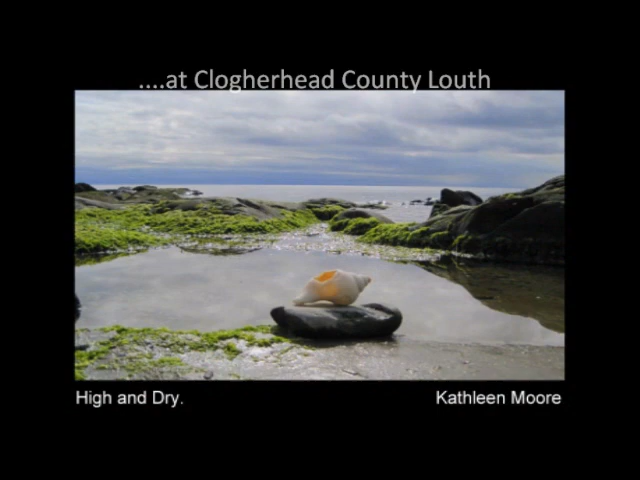 ....at Clogherhead County Louth
High and Dry.
Kathleen Moore